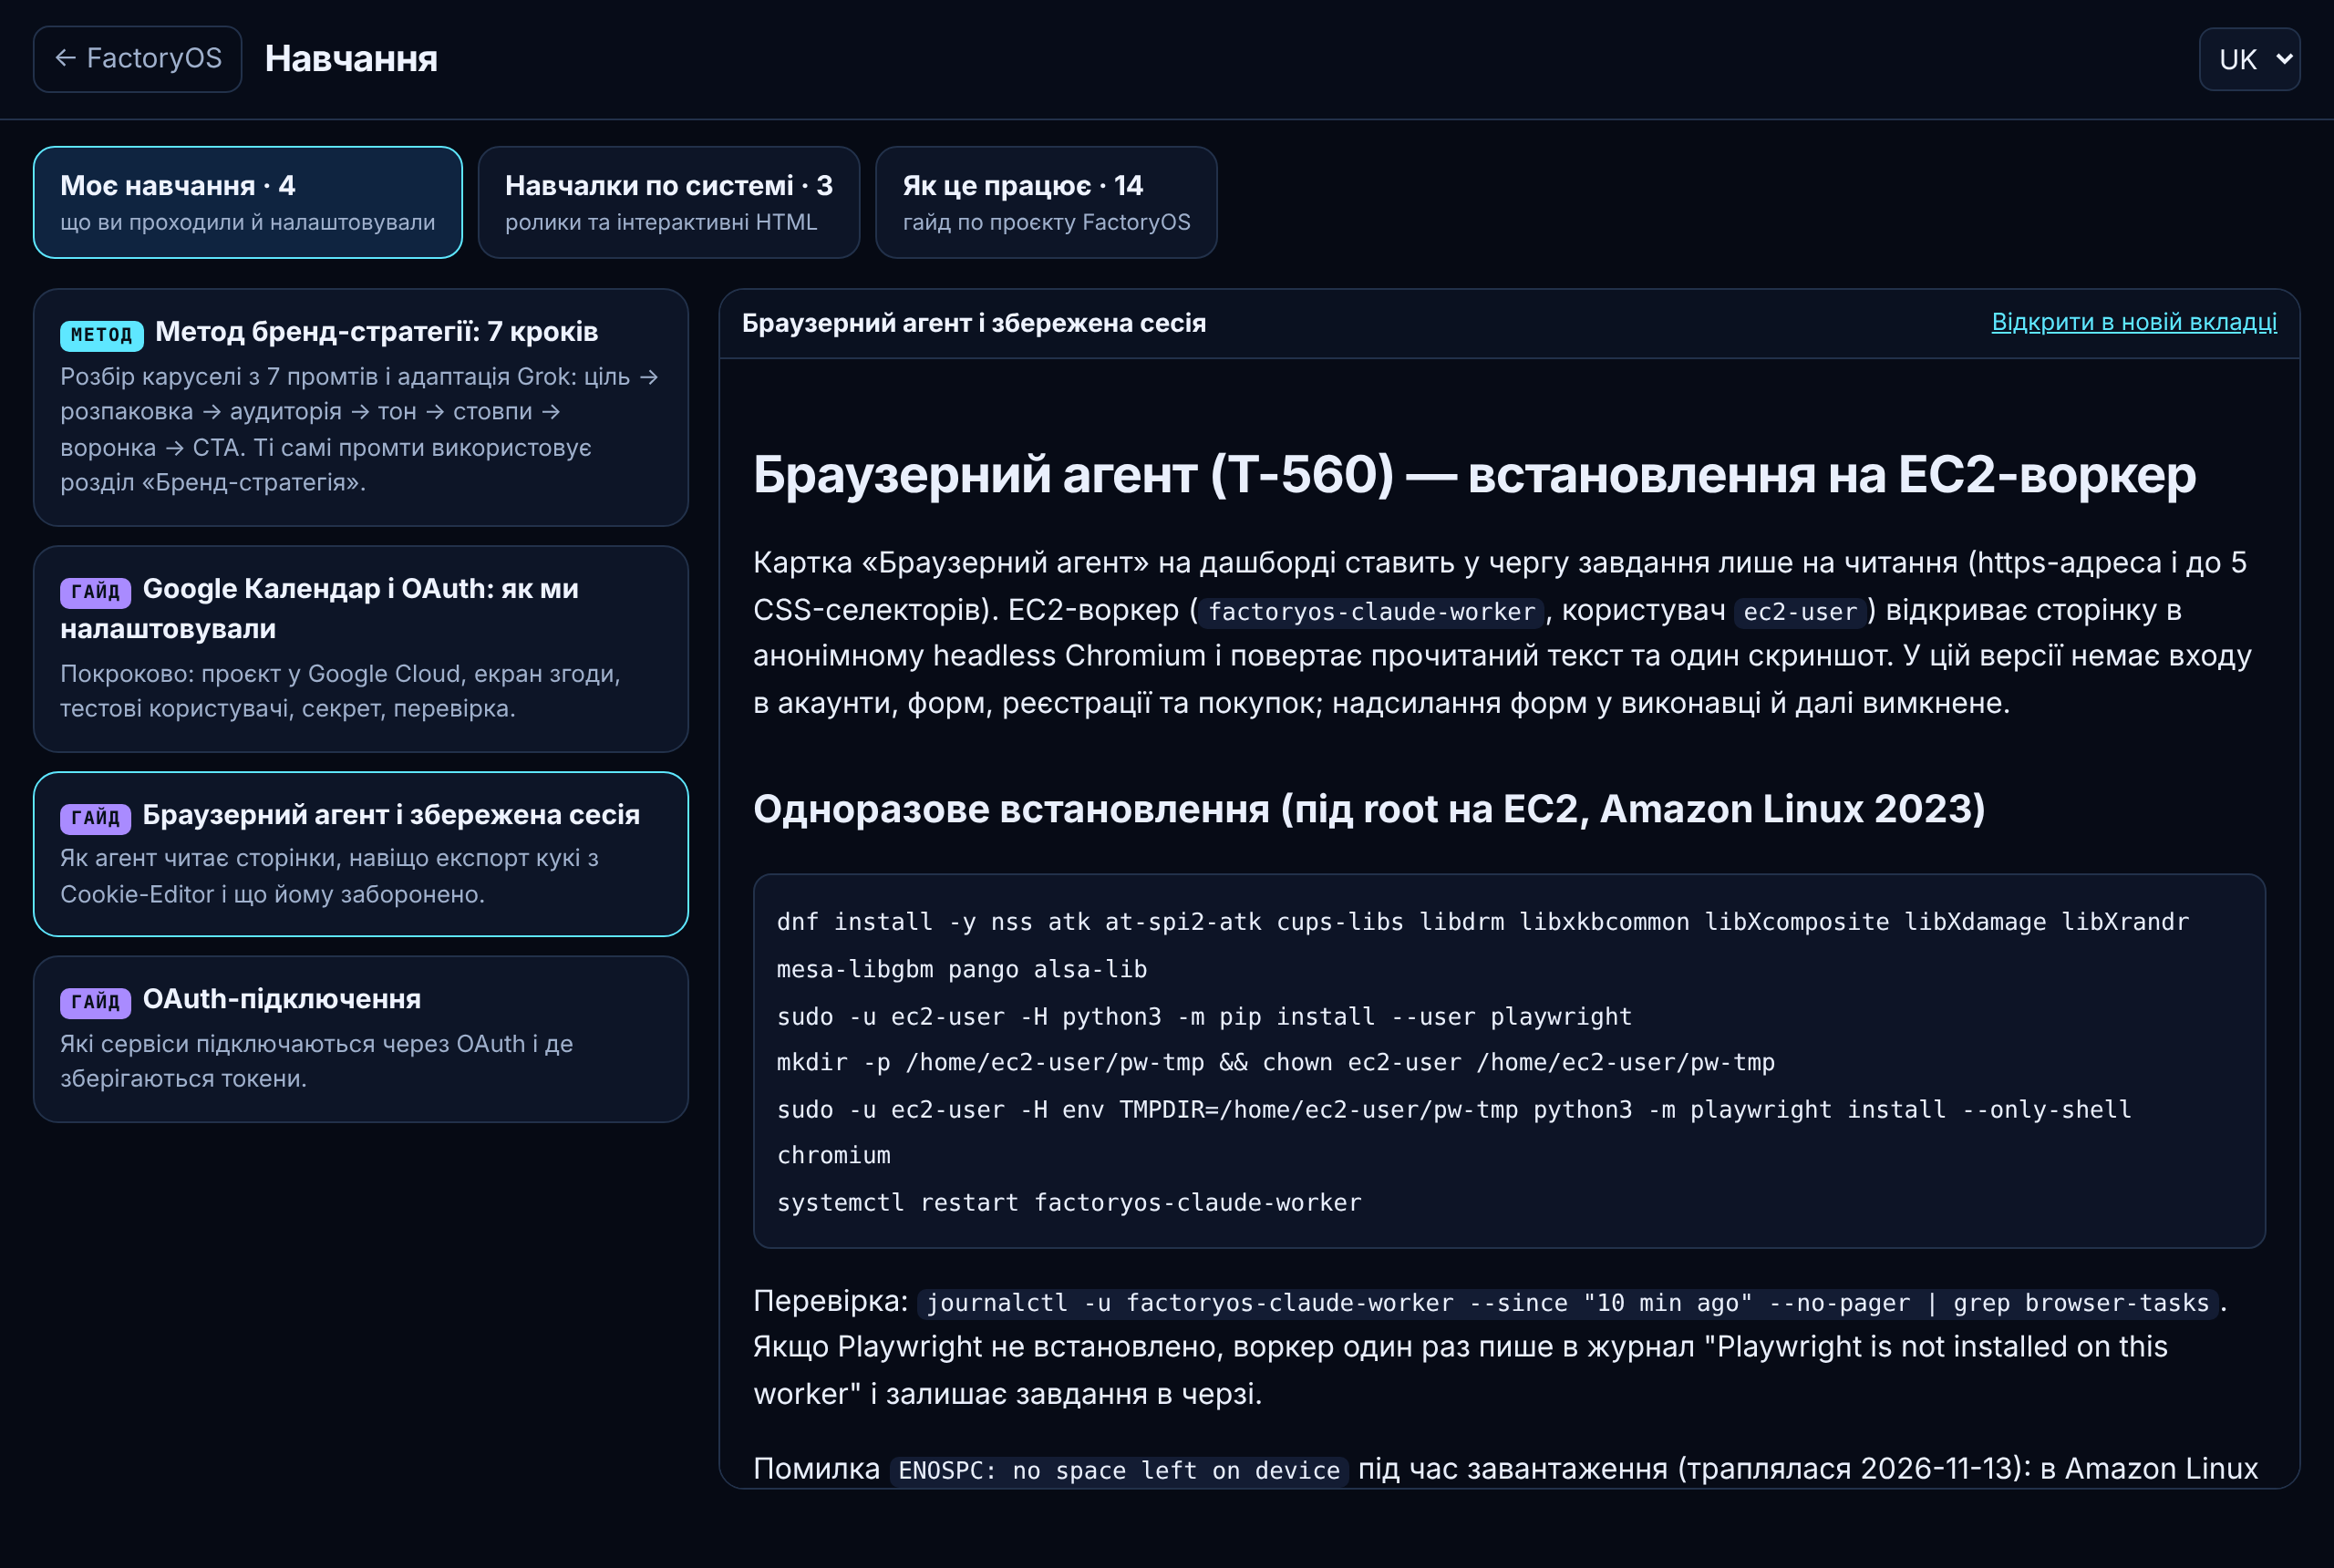 ← FactoryOS
Навчання
UK
Моє навчання · 4
що ви проходили й налаштовували
Навчалки по системі · 3
ролики та інтерактивні HTML
Як це працює · 14
гайд по проєкту FactoryOS
МЕТОД Метод бренд-стратегії: 7 кроків
Розбір каруселі з 7 промтів і адаптація Grok: ціль →
розпаковка → аудиторія → тон → стовпи →
воронка → CTA. Ті самі промти використовує
розділ «Бренд-стратегія».
ГАЙД Google Календар і OAuth: як ми
налаштовували
Покроково: проєкт у Google Cloud, екран згоди,
тестові користувачі, секрет, перевірка.
ГАЙД Браузерний агент і збережена сесія
Як агент читає сторінки, навіщо експорт кукі з
Cookie-Editor і що йому заборонено.
ГАЙД OAuth-підключення
Які сервіси підключаються через OAuth і де
зберігаються токени.
Браузерний агент і збережена сесія
Відкрити в новій вкладці
Браузерний агент (T-560) — встановлення на EC2-воркер
Картка «Браузерний агент» на дашборді ставить у чергу завдання лише на читання (https-адреса і до 5
CSS-селекторів). EC2-воркер (factoryos-claude-worker, користувач ec2-user) відкриває сторінку в
анонімному headless Chromium і повертає прочитаний текст та один скриншот. У цій версії немає входу
в акаунти, форм, реєстрації та покупок; надсилання форм у виконавці й далі вимкнене.
Одноразове встановлення (під root на EC2, Amazon Linux 2023)
dnf install -y nss atk at-spi2-atk cups-libs libdrm libxkbcommon libXcomposite libXdamage libXrandr
mesa-libgbm pango alsa-lib
sudo -u ec2-user -H python3 -m pip install --user playwright
mkdir -p /home/ec2-user/pw-tmp && chown ec2-user /home/ec2-user/pw-tmp
sudo -u ec2-user -H env TMPDIR=/home/ec2-user/pw-tmp python3 -m playwright install --only-shell
chromium
systemctl restart factoryos-claude-worker
Перевірка: journalctl -u factoryos-claude-worker --since "10 min ago" --no-pager | grep browser-tasks.
Якщо Playwright не встановлено, воркер один раз пише в журнал "Playwright is not installed on this
worker" і залишає завдання в черзі.
Помилка ENOSPC: no space left on device під час завантаження (траплялася 2026-11-13): в Amazon Linux